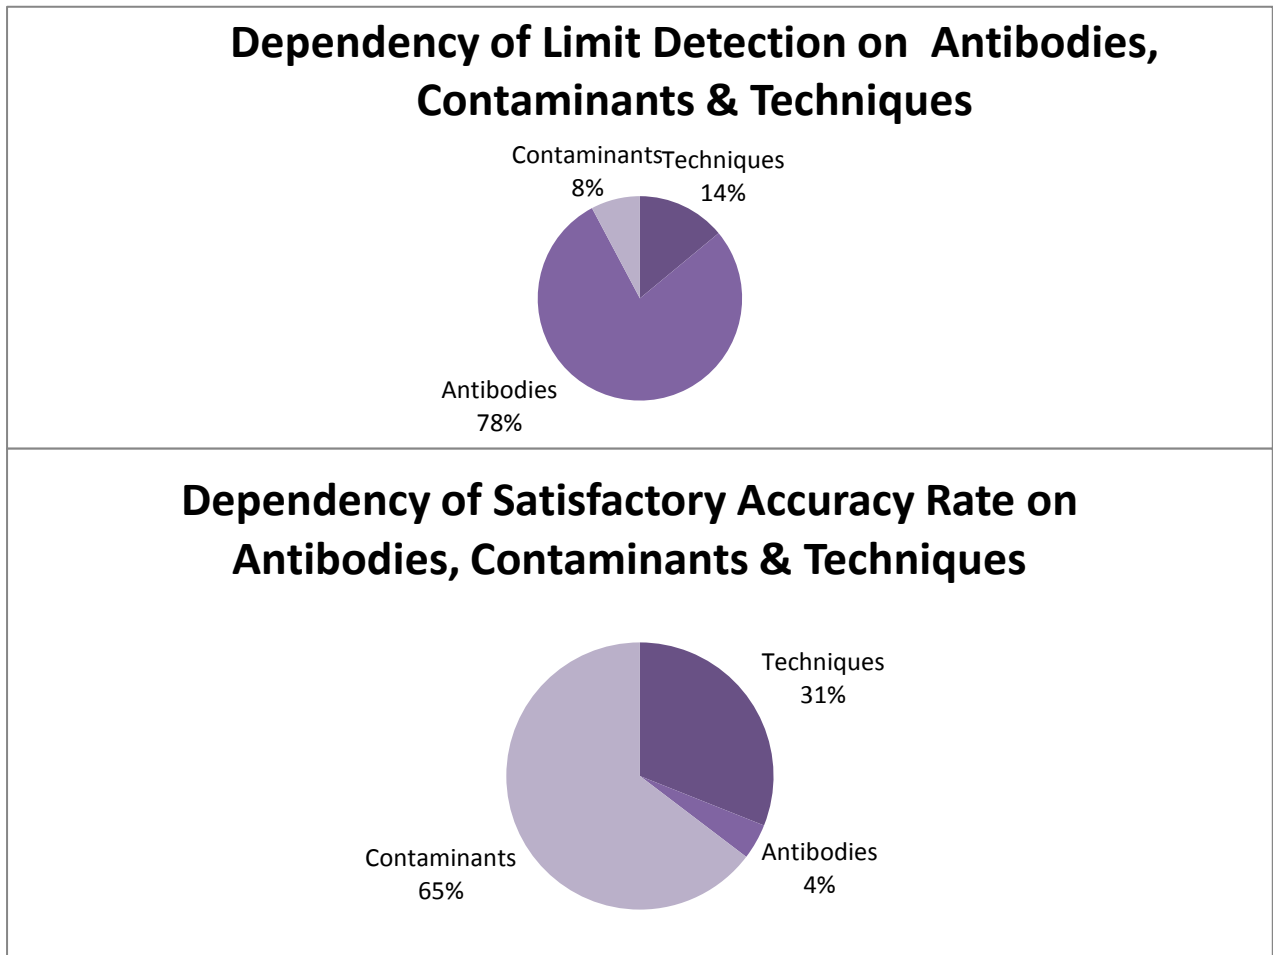 Dependency of Limit Detection on  Antibodies,
Contaminants & Techniques
Contaminants
8%
Techniques
14%
Antibodies
78%
Dependency of Satisfactory Accuracy Rate on
Antibodies, Contaminants & Techniques
Techniques
31%
Antibodies
4%
Contaminants
65%